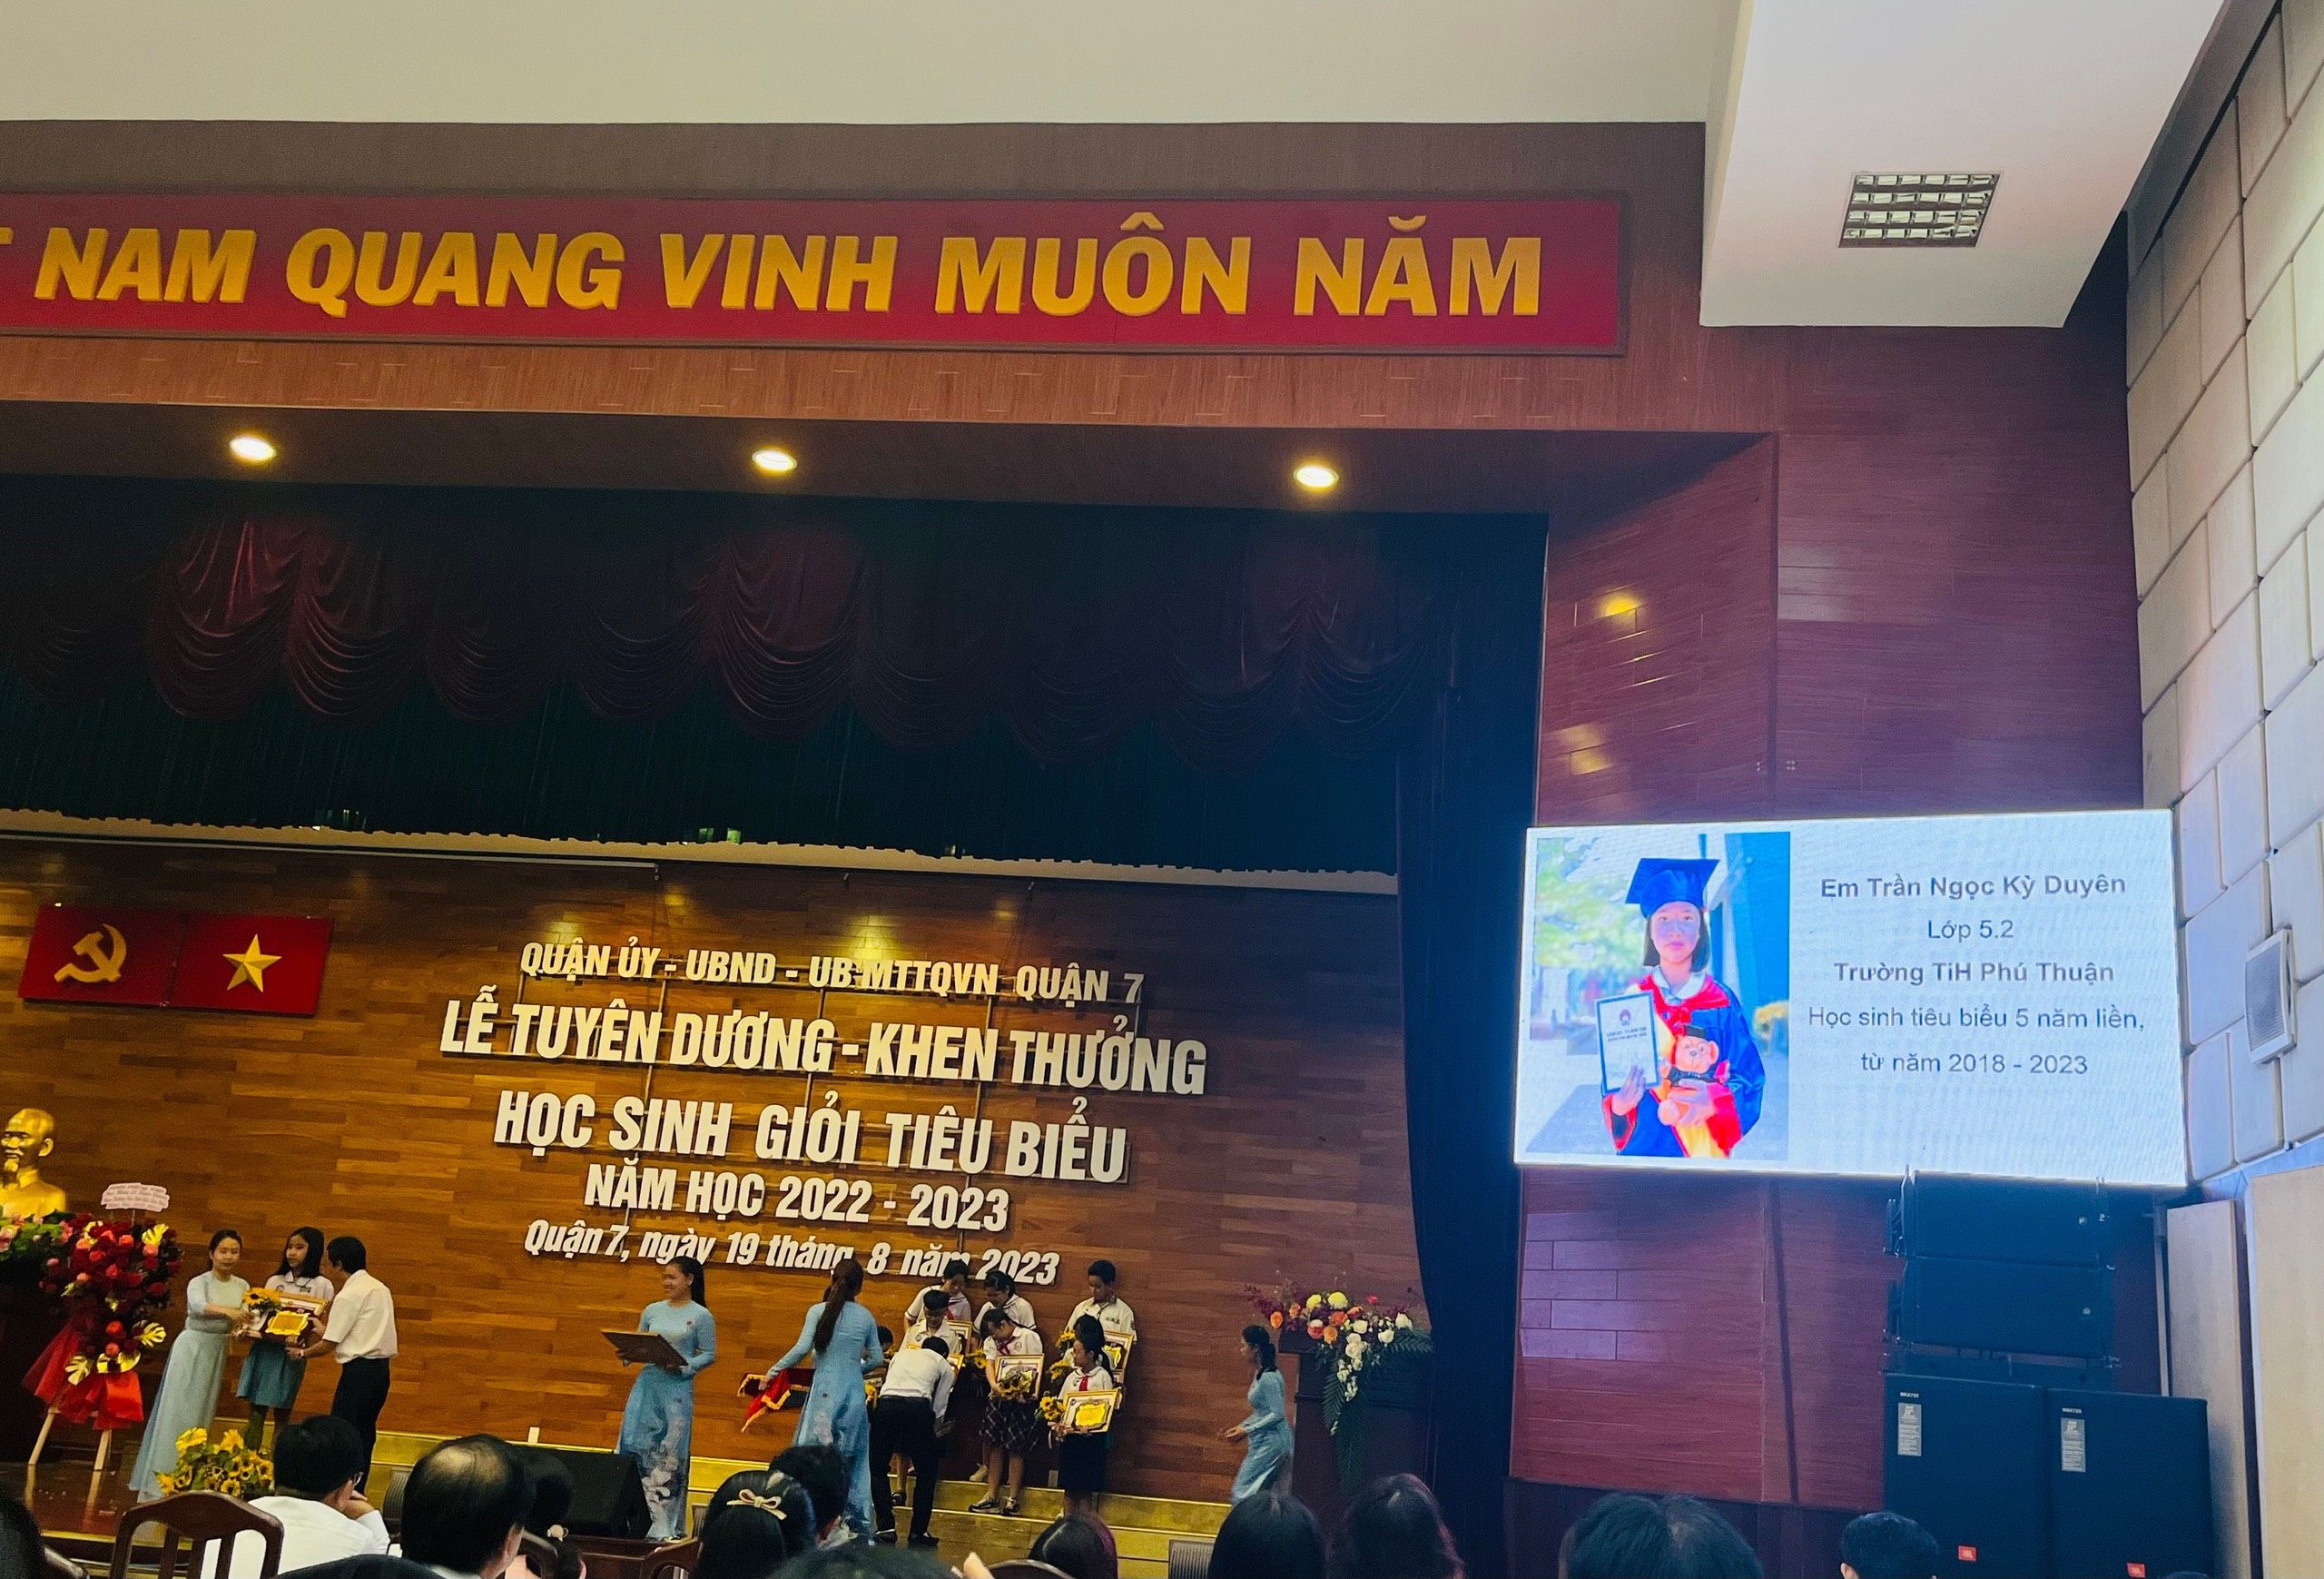 NAM QUANG VINH MUÔN NĂM
QUẬN ỦY - UBND - UB.MTTQVN QUẬN 7
LỄ TUYÊN DƯƠNG - KHEN THƯỞNG
HỌC SINH GIỎI TIÊU BIỂU
NĂM HỌC 2022 - 2023
Quận 7, ngày 19 tháng 8 năm 2023
Em Trần Ngọc Kỳ Duyên
Lớp 5.2
Trường TiH Phú Thuận
Học sinh tiêu biểu 5 năm liền,
từ năm 2018 - 2023
JBL
JBL